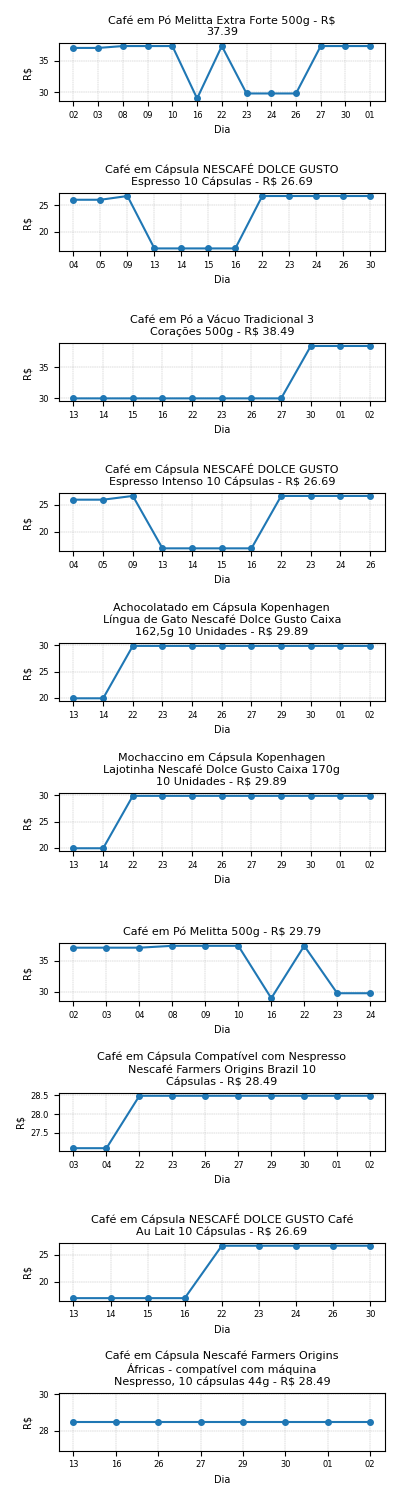 Café em Pó Melitta Extra Forte 500g - R$
37.39
35
30
R$
02 03 08 09 10 16 22 23 24 26 27 30 01
Dia
Café em Cápsula NESCAFÉ DOLCE GUSTO
Espresso 10 Cápsulas - R$ 26.69
25
20
R$
04 05 09 13 14 15 16 22 23 24 26 30
Dia
Café em Pó a Vácuo Tradicional 3
Corações 500g - R$ 38.49
35
30
R$
13 14 15 16 22 23 26 27 30 01 02
Dia
Café em Cápsula NESCAFÉ DOLCE GUSTO
Espresso Intenso 10 Cápsulas - R$ 26.69
25
20
R$
04 05 09 13 14 15 16 22 23 24 26
Dia
Achocolatado em Cápsula Kopenhagen
Língua de Gato Nescafé Dolce Gusto Caixa
162,5g 10 Unidades - R$ 29.89
30
25
20
R$
13 14 22 23 24 26 27 29 30 01 02
Dia
Mochaccino em Cápsula Kopenhagen
Lajotinha Nescafé Dolce Gusto Caixa 170g
10 Unidades - R$ 29.89
30
25
20
R$
13 14 22 23 24 26 27 29 30 01 02
Dia
Café em Pó Melitta 500g - R$ 29.79
35
30
R$
02 03 04 08 09 10 16 22 23 24
Dia
Café em Cápsula Compatível com Nespresso
Nescafé Farmers Origins Brazil 10
Cápsulas - R$ 28.49
28.5
28.0
27.5
R$
03 04 22 23 26 27 29 30 01 02
Dia
Café em Cápsula NESCAFÉ DOLCE GUSTO Café
Au Lait 10 Cápsulas - R$ 26.69
25
20
R$
13 14 15 16 22 23 24 26 30
Dia
Café em Cápsula Nescafé Farmers Origins
Áfricas - compatível com máquina
Nespresso, 10 cápsulas 44g - R$ 28.49
30
28
R$
13 16 26 27 29 30 01 02
Dia